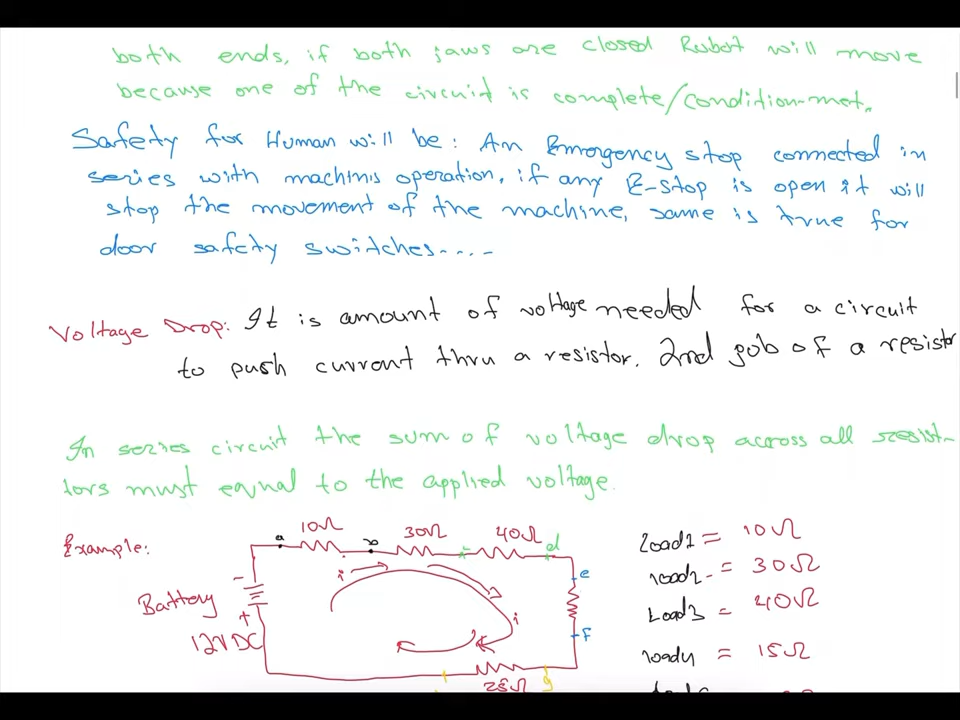 both ends, if both jaws are closed Robot will move
because one of the circuit is complete/condition-met.
Safety for Human will be: An Emergency stop connected in
series with machins operation, if any E-stop is open it will
stop the movement of the machine, same is true for
door safety switches....
Voltage Drop: It is amount of voltage needed for a circuit
to push current thru a resistor. 2nd job of a resistor
In series circuit the sum of voltage drop across all resist-
tors must equal to the applied voltage.
Example:
a 10Ω b 30Ω 40Ω d
e
f
g
25Ω
i
i
-
Battery
+
12VDC
Load1 = 10Ω
load2 = 30Ω
Load3 = 40Ω
load4 = 15Ω